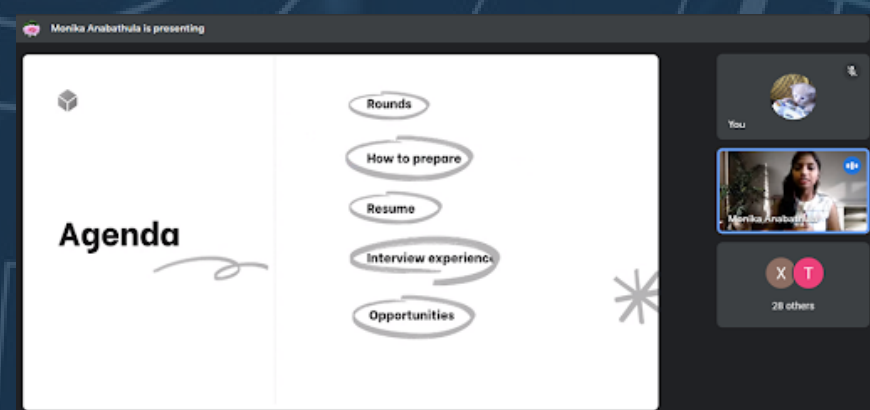 Monika Anabathula is presenting
Agenda
Rounds
How to prepare
Resume
Interview experience
Opportunities
You
Monika Anabathula
X T
28 others